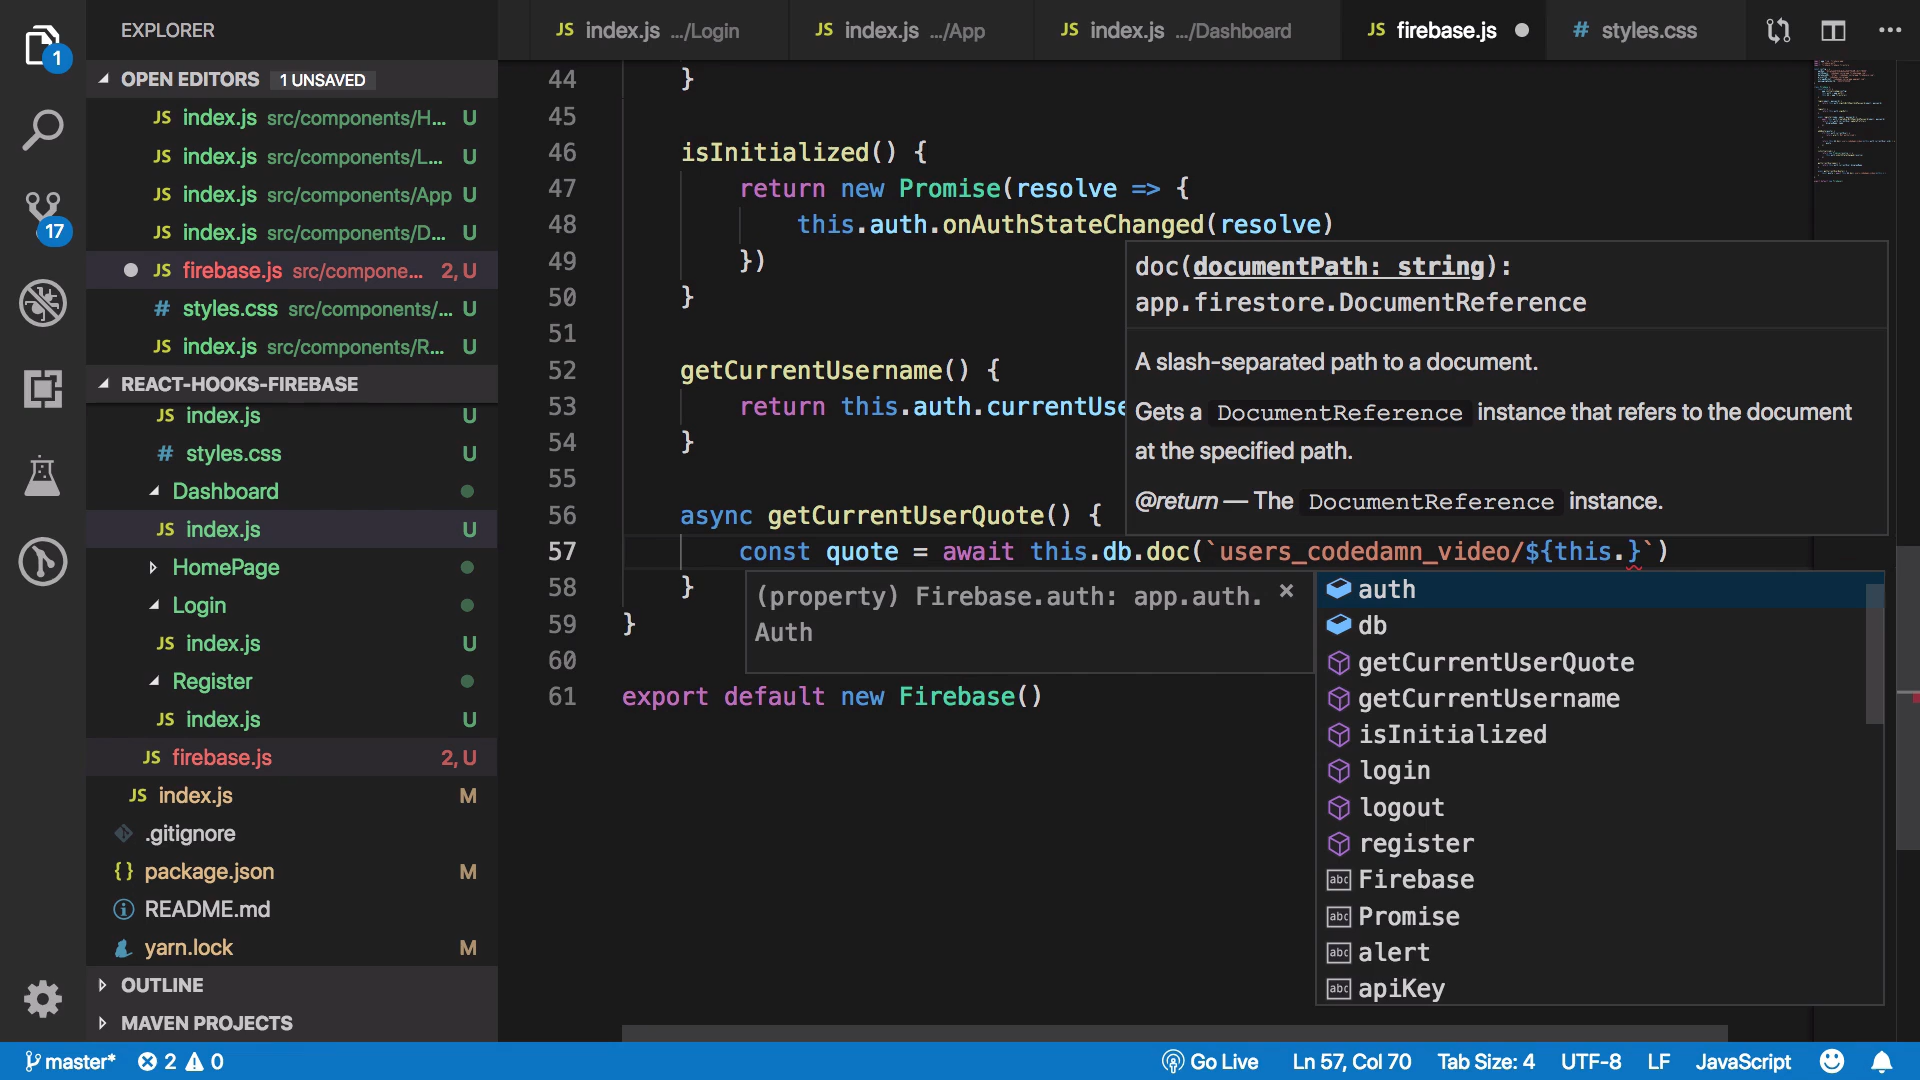 EXPLORER
JS index.js .../Login
JS index.js .../App
JS index.js .../Dashboard
JS firebase.js
# styles.css
1
17
OPEN EDITORS 1 UNSAVED
JS index.js src/components/H... U
JS index.js src/components/L... U
JS index.js src/components/App U
JS index.js src/components/D... U
JS firebase.js src/compone... 2, U
# styles.css src/components/... U
JS index.js src/components/R... U
REACT-HOOKS-FIREBASE
JS index.js U
# styles.css U
Dashboard
JS index.js U
HomePage
Login
JS index.js U
Register
JS index.js U
JS firebase.js 2, U
JS index.js M
.gitignore
{} package.json M
README.md
yarn.lock M
OUTLINE
MAVEN PROJECTS
44 }
45
46 isInitialized() {
47 return new Promise(resolve => {
48 this.auth.onAuthStateChanged(resolve)
49 })
50 }
51
52 getCurrentUsername() {
53 return this.auth.currentUse
54 }
55
56 async getCurrentUserQuote() {
57 const quote = await this.db.doc(`users_codedamn_video/${this.}`)
58 }
59 }
60
61 export default new Firebase()
doc(documentPath: string):
app.firestore.DocumentReference
A slash-separated path to a document.
Gets a DocumentReference instance that refers to the document
at the specified path.
@return — The DocumentReference instance.
(property) Firebase.auth: app.auth.
Auth
×
auth
db
getCurrentUserQuote
getCurrentUsername
isInitialized
login
logout
register
abc Firebase
abc Promise
abc alert
abc apiKey
master* 2 0
Go Live Ln 57, Col 70 Tab Size: 4 UTF-8 LF JavaScript